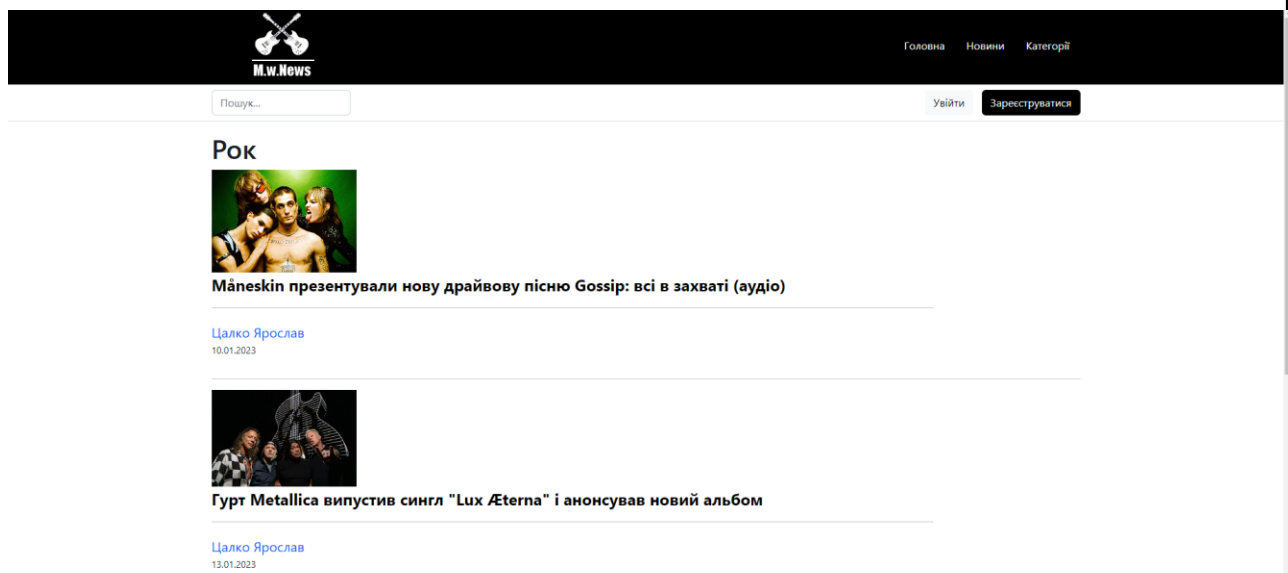 M.w.News
Головна Новини Категорії
Пошук... Увійти Зареєструватися
Рок
Måneskin презентували нову драйвову пісню Gossip: всі в захваті (аудіо)
Цалко Ярослав
10.01.2023
Гурт Metallica випустив сингл "Lux Æterna" і анонсував новий альбом
Цалко Ярослав
13.01.2023